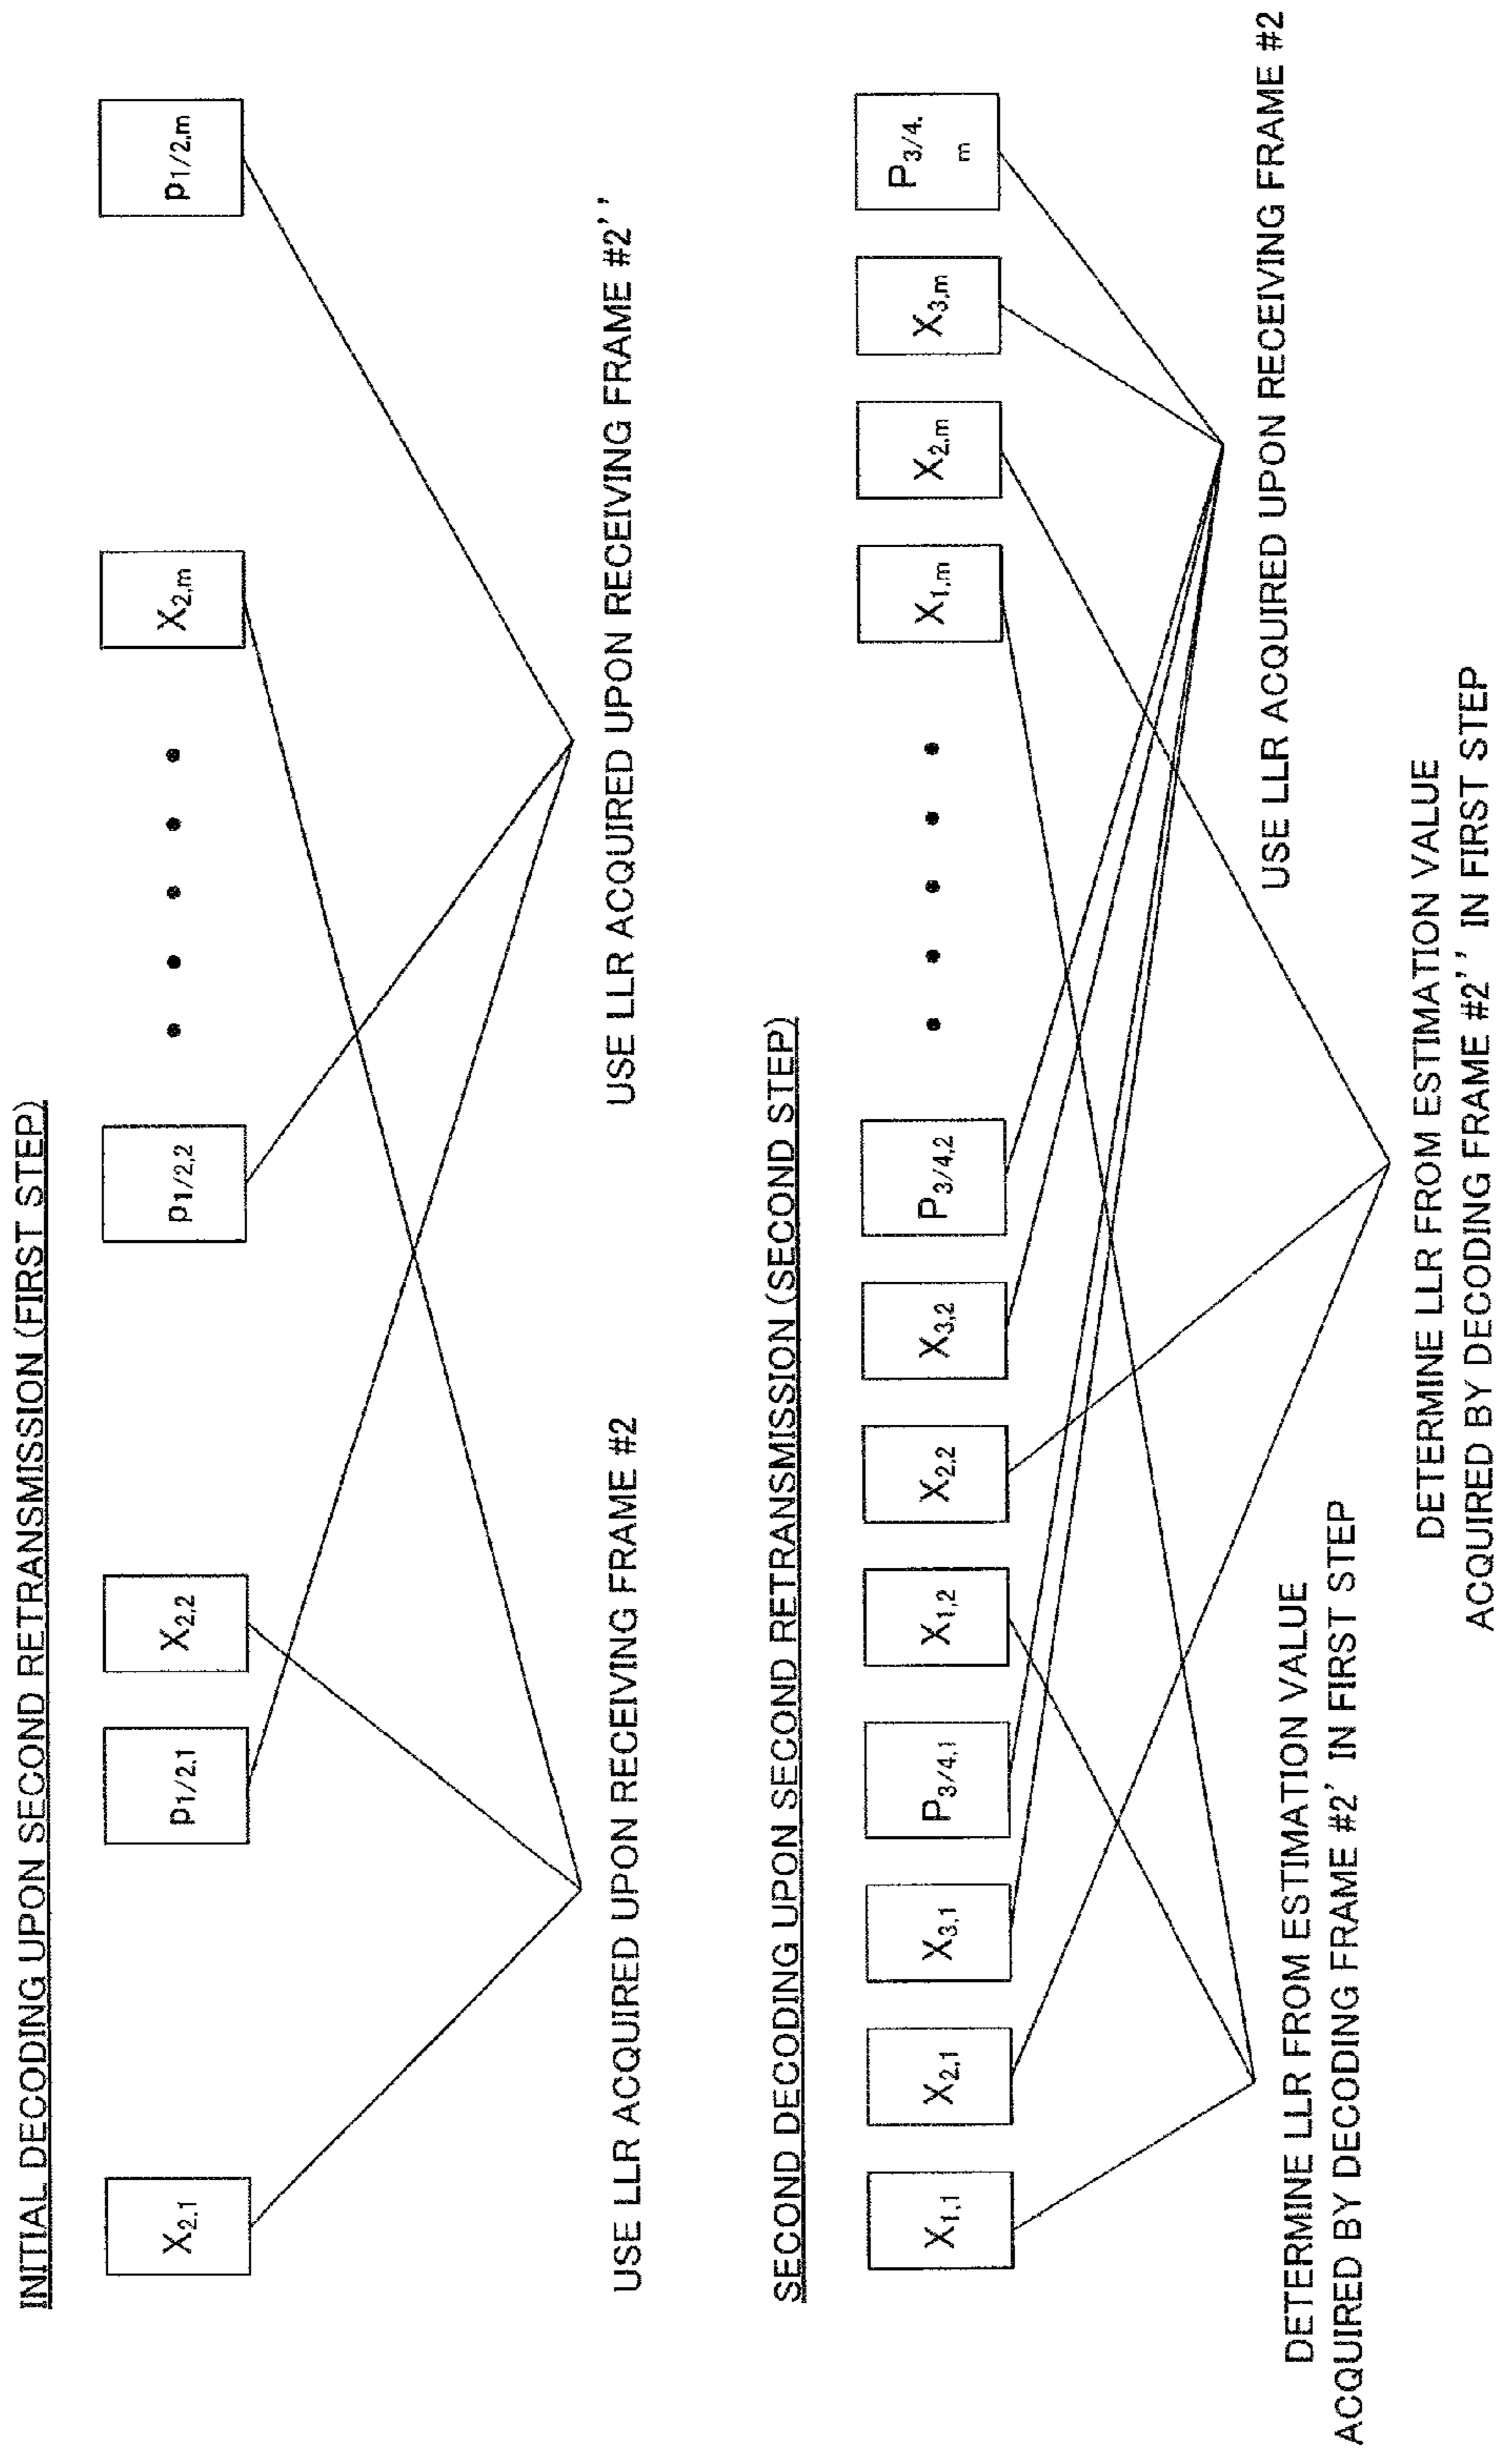 INITIAL DECODING UPON SECOND RETRANSMISSION (FIRST STEP)
X2,1 p1/2,1 X2,2 p1/2,2 X2,m p1/2,m
USE LLR ACQUIRED UPON RECEIVING FRAME #2
USE LLR ACQUIRED UPON RECEIVING FRAME #2''
SECOND DECODING UPON SECOND RETRANSMISSION (SECOND STEP)
X1,1 X2,1 X3,1 P3/4,1 X1,2 X2,2 X3,2 P3/4,2 X1,m X2,m X3,m P3/4. m
USE LLR ACQUIRED UPON RECEIVING FRAME #2
DETERMINE LLR FROM ESTIMATION VALUE
ACQUIRED BY DECODING FRAME #2' IN FIRST STEP
DETERMINE LLR FROM ESTIMATION VALUE
ACQUIRED BY DECODING FRAME #2'' IN FIRST STEP